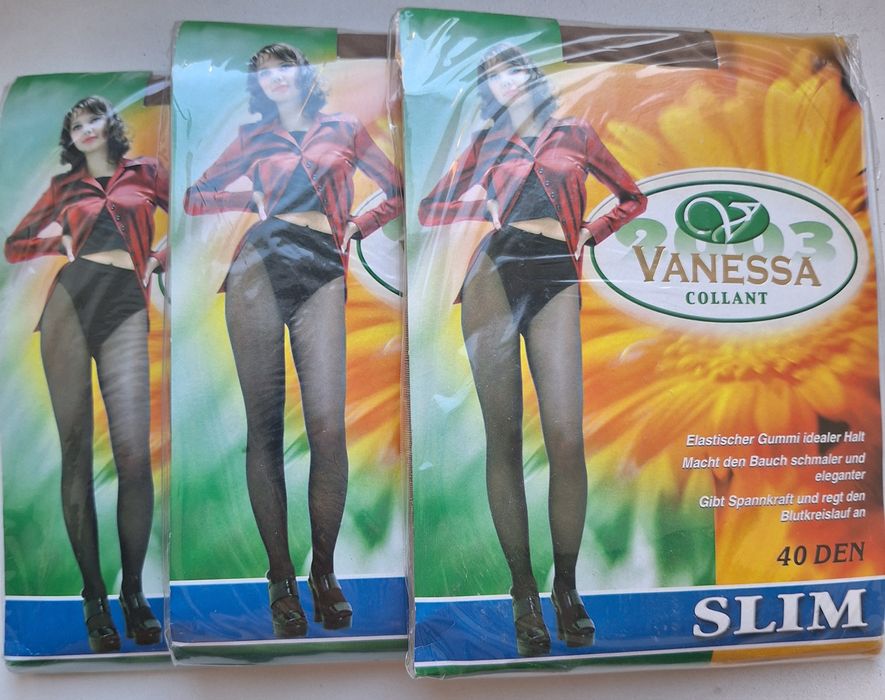 2003
VANESSA
COLLANT
Elastischer Gummi idealer Halt
Macht den Bauch schmaler und
eleganter
Gibt Spannkraft und regt den
Blutkreislauf an
40 DEN
SLIM